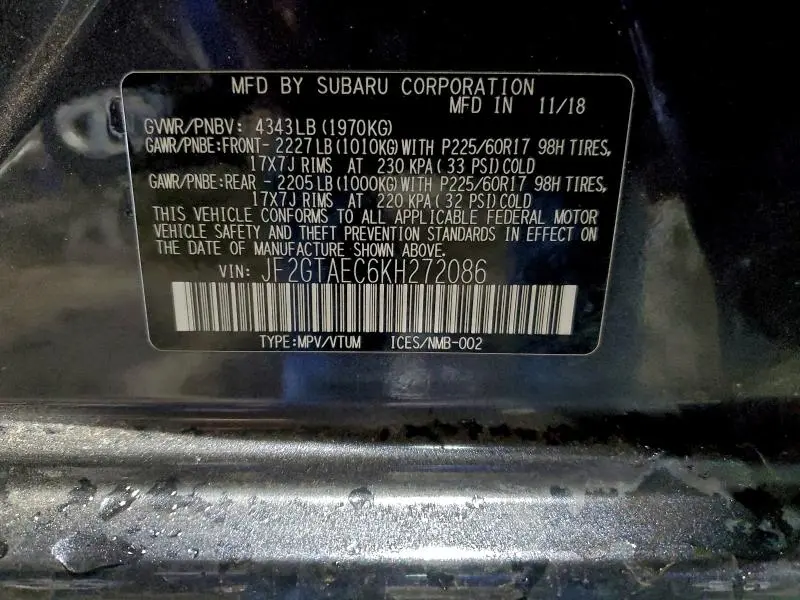 MFD BY SUBARU CORPORATION
MFD IN 11/18
GVWR/PNBV: 4343LB (1970KG)
GAWR/PNBE:FRONT- 2227LB (1010KG) WITH P225/60R17 98H TIRES,
17X7J RIMS AT 230 KPA (33 PSI) COLD
GAWR/PNBE:REAR - 2205LB (1000KG) WITH P225/60R17 98H TIRES,
17X7J RIMS AT 220 KPA (32 PSI) COLD
THIS VEHICLE CONFORMS TO ALL APPLICABLE FEDERAL MOTOR
VEHICLE SAFETY AND THEFT PREVENTION STANDARDS IN EFFECT ON
THE DATE OF MANUFACTURE SHOWN ABOVE.
VIN: JF2GTAEC6KH272086
TYPE:MPV/VTUM ICES/NMB-002